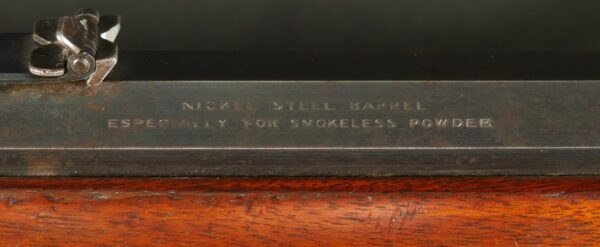 NICKEL STEEL BARREL
ESPECIALLY FOR SMOKELESS POWDER